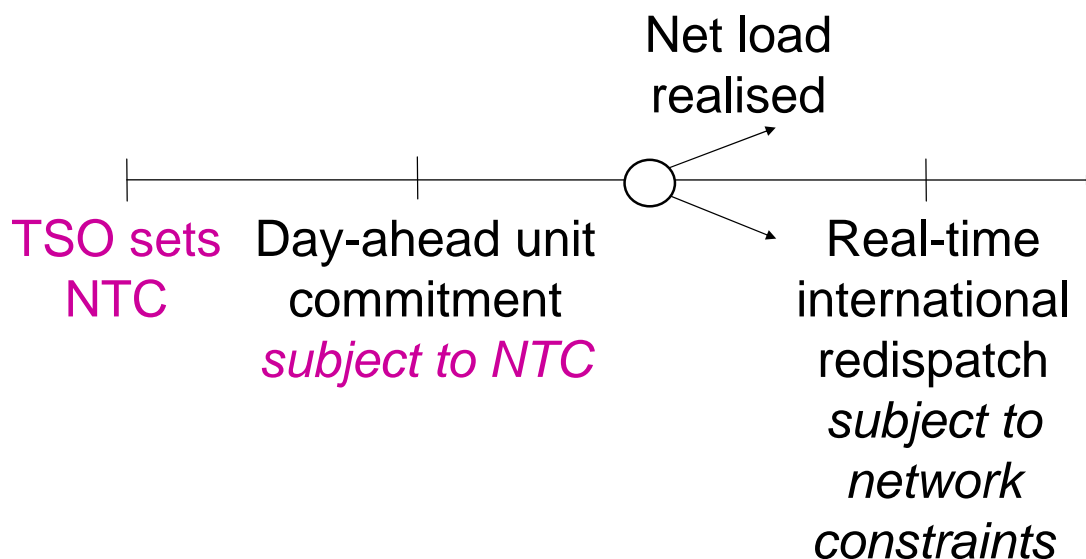 Net load
realised
TSO sets
NTC
Day-ahead unit
commitment
subject to NTC
Real-time
international
redispatch
subject to
network
constraints